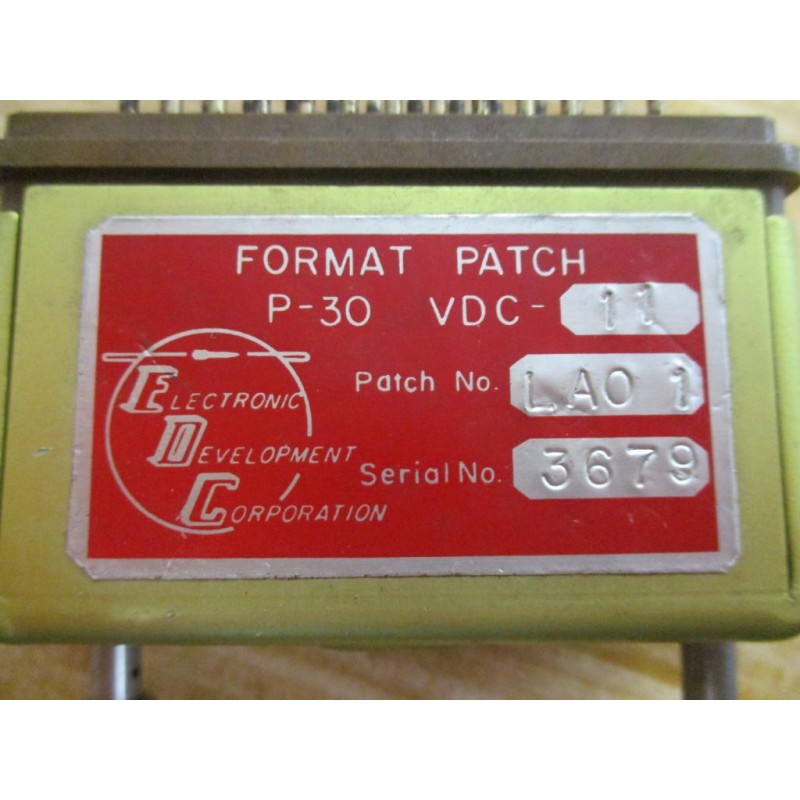 FORMAT PATCH
P-30 VDC- 11
Patch No. LAO 1
Serial No. 3679
ELECTRONIC
DEVELOPMENT
CORPORATION